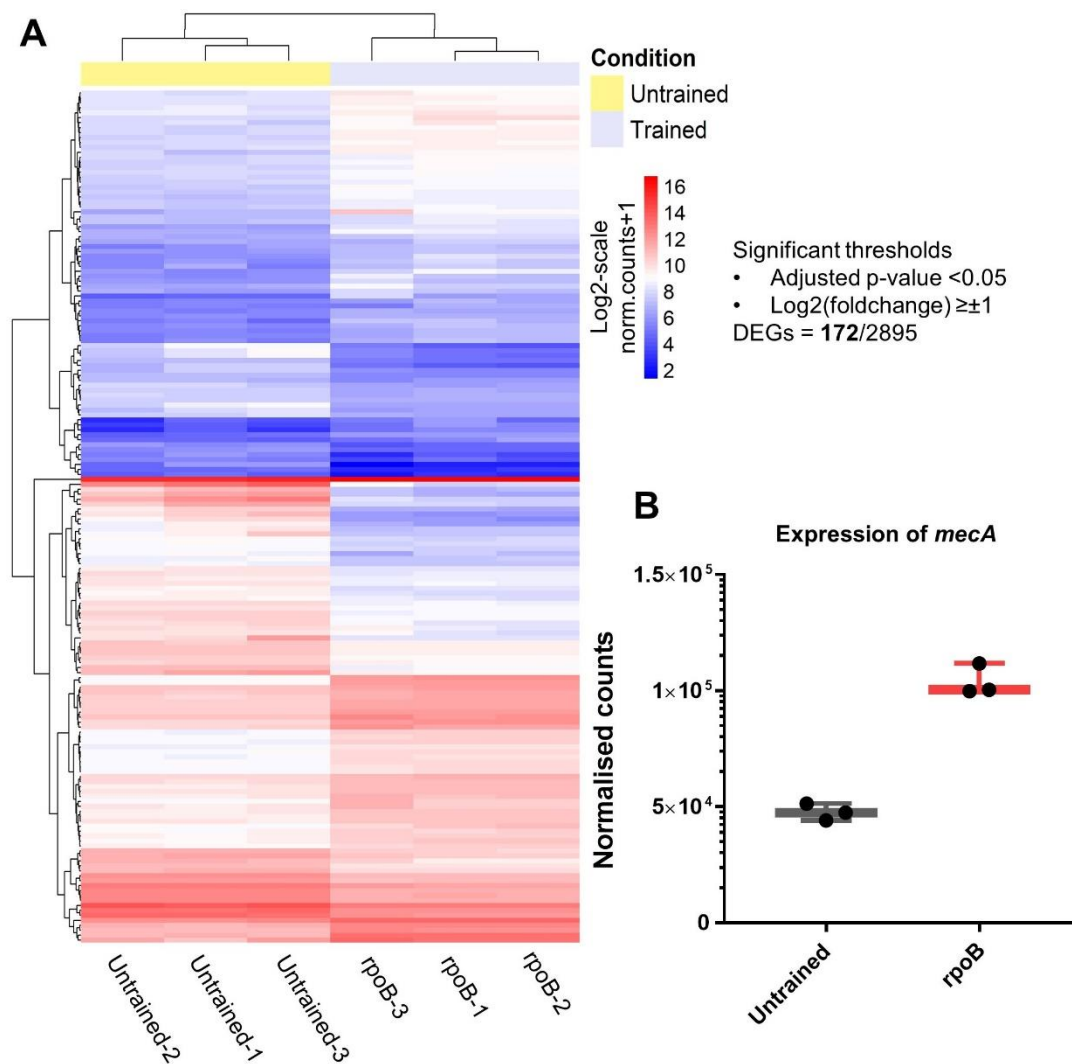 A
Condition
Untrained
Trained
Log2-scale
norm.counts+1
16
14
12
10
8
6
4
2
Significant thresholds
• Adjusted p-value <0.05
• Log2(foldchange) ≥±1
DEGs = 172/2895
Untrained-2
Untrained-1
Untrained-3
rpoB-3
rpoB-1
rpoB-2
B
Expression of mecA
Normalised counts
1.5×10⁵
1×10⁵
5×10⁴
0
Untrained
rpoB